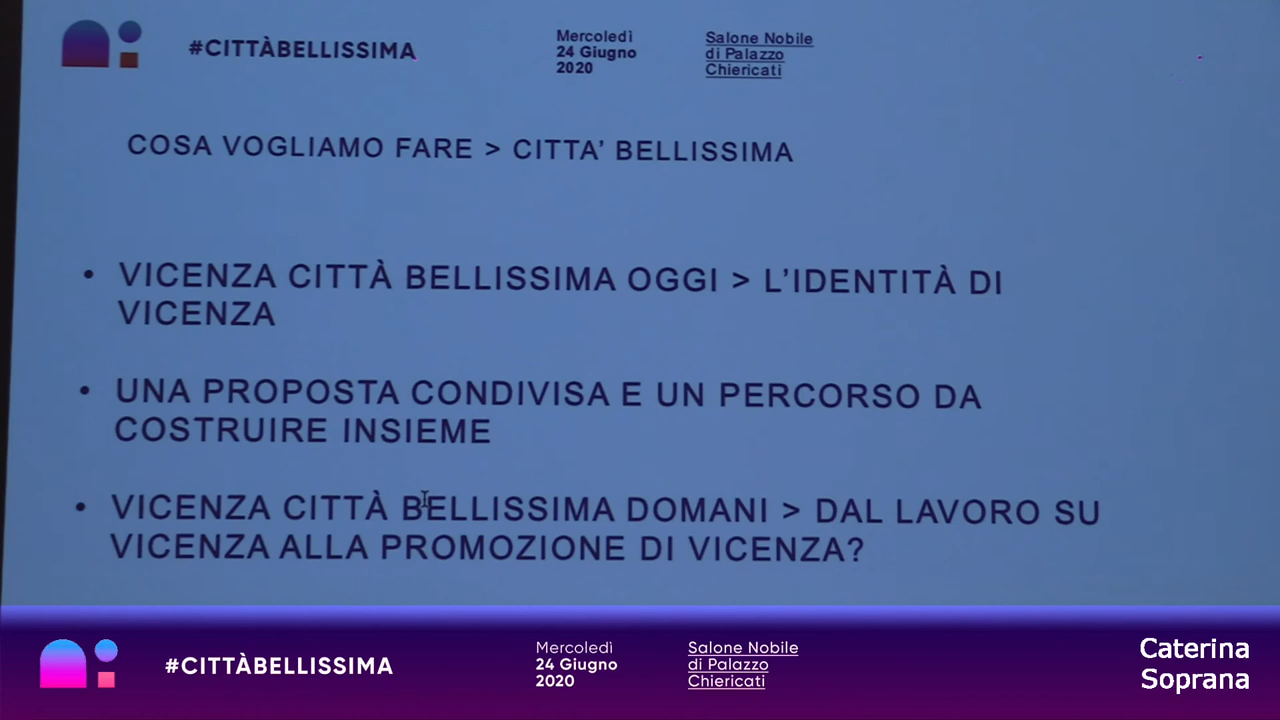 #CITTÀBELLISSIMA
Mercoledì
24 Giugno
2020
Salone Nobile
di Palazzo
Chiericati
COSA VOGLIAMO FARE > CITTA' BELLISSIMA
• VICENZA CITTÀ BELLISSIMA OGGI > L'IDENTITÀ DI
VICENZA
• UNA PROPOSTA CONDIVISA E UN PERCORSO DA
COSTRUIRE INSIEME
• VICENZA CITTÀ BELLISSIMA DOMANI > DAL LAVORO SU
VICENZA ALLA PROMOZIONE DI VICENZA?
#CITTÀBELLISSIMA
Mercoledì
24 Giugno
2020
Salone Nobile
di Palazzo
Chiericati
Caterina
Soprana